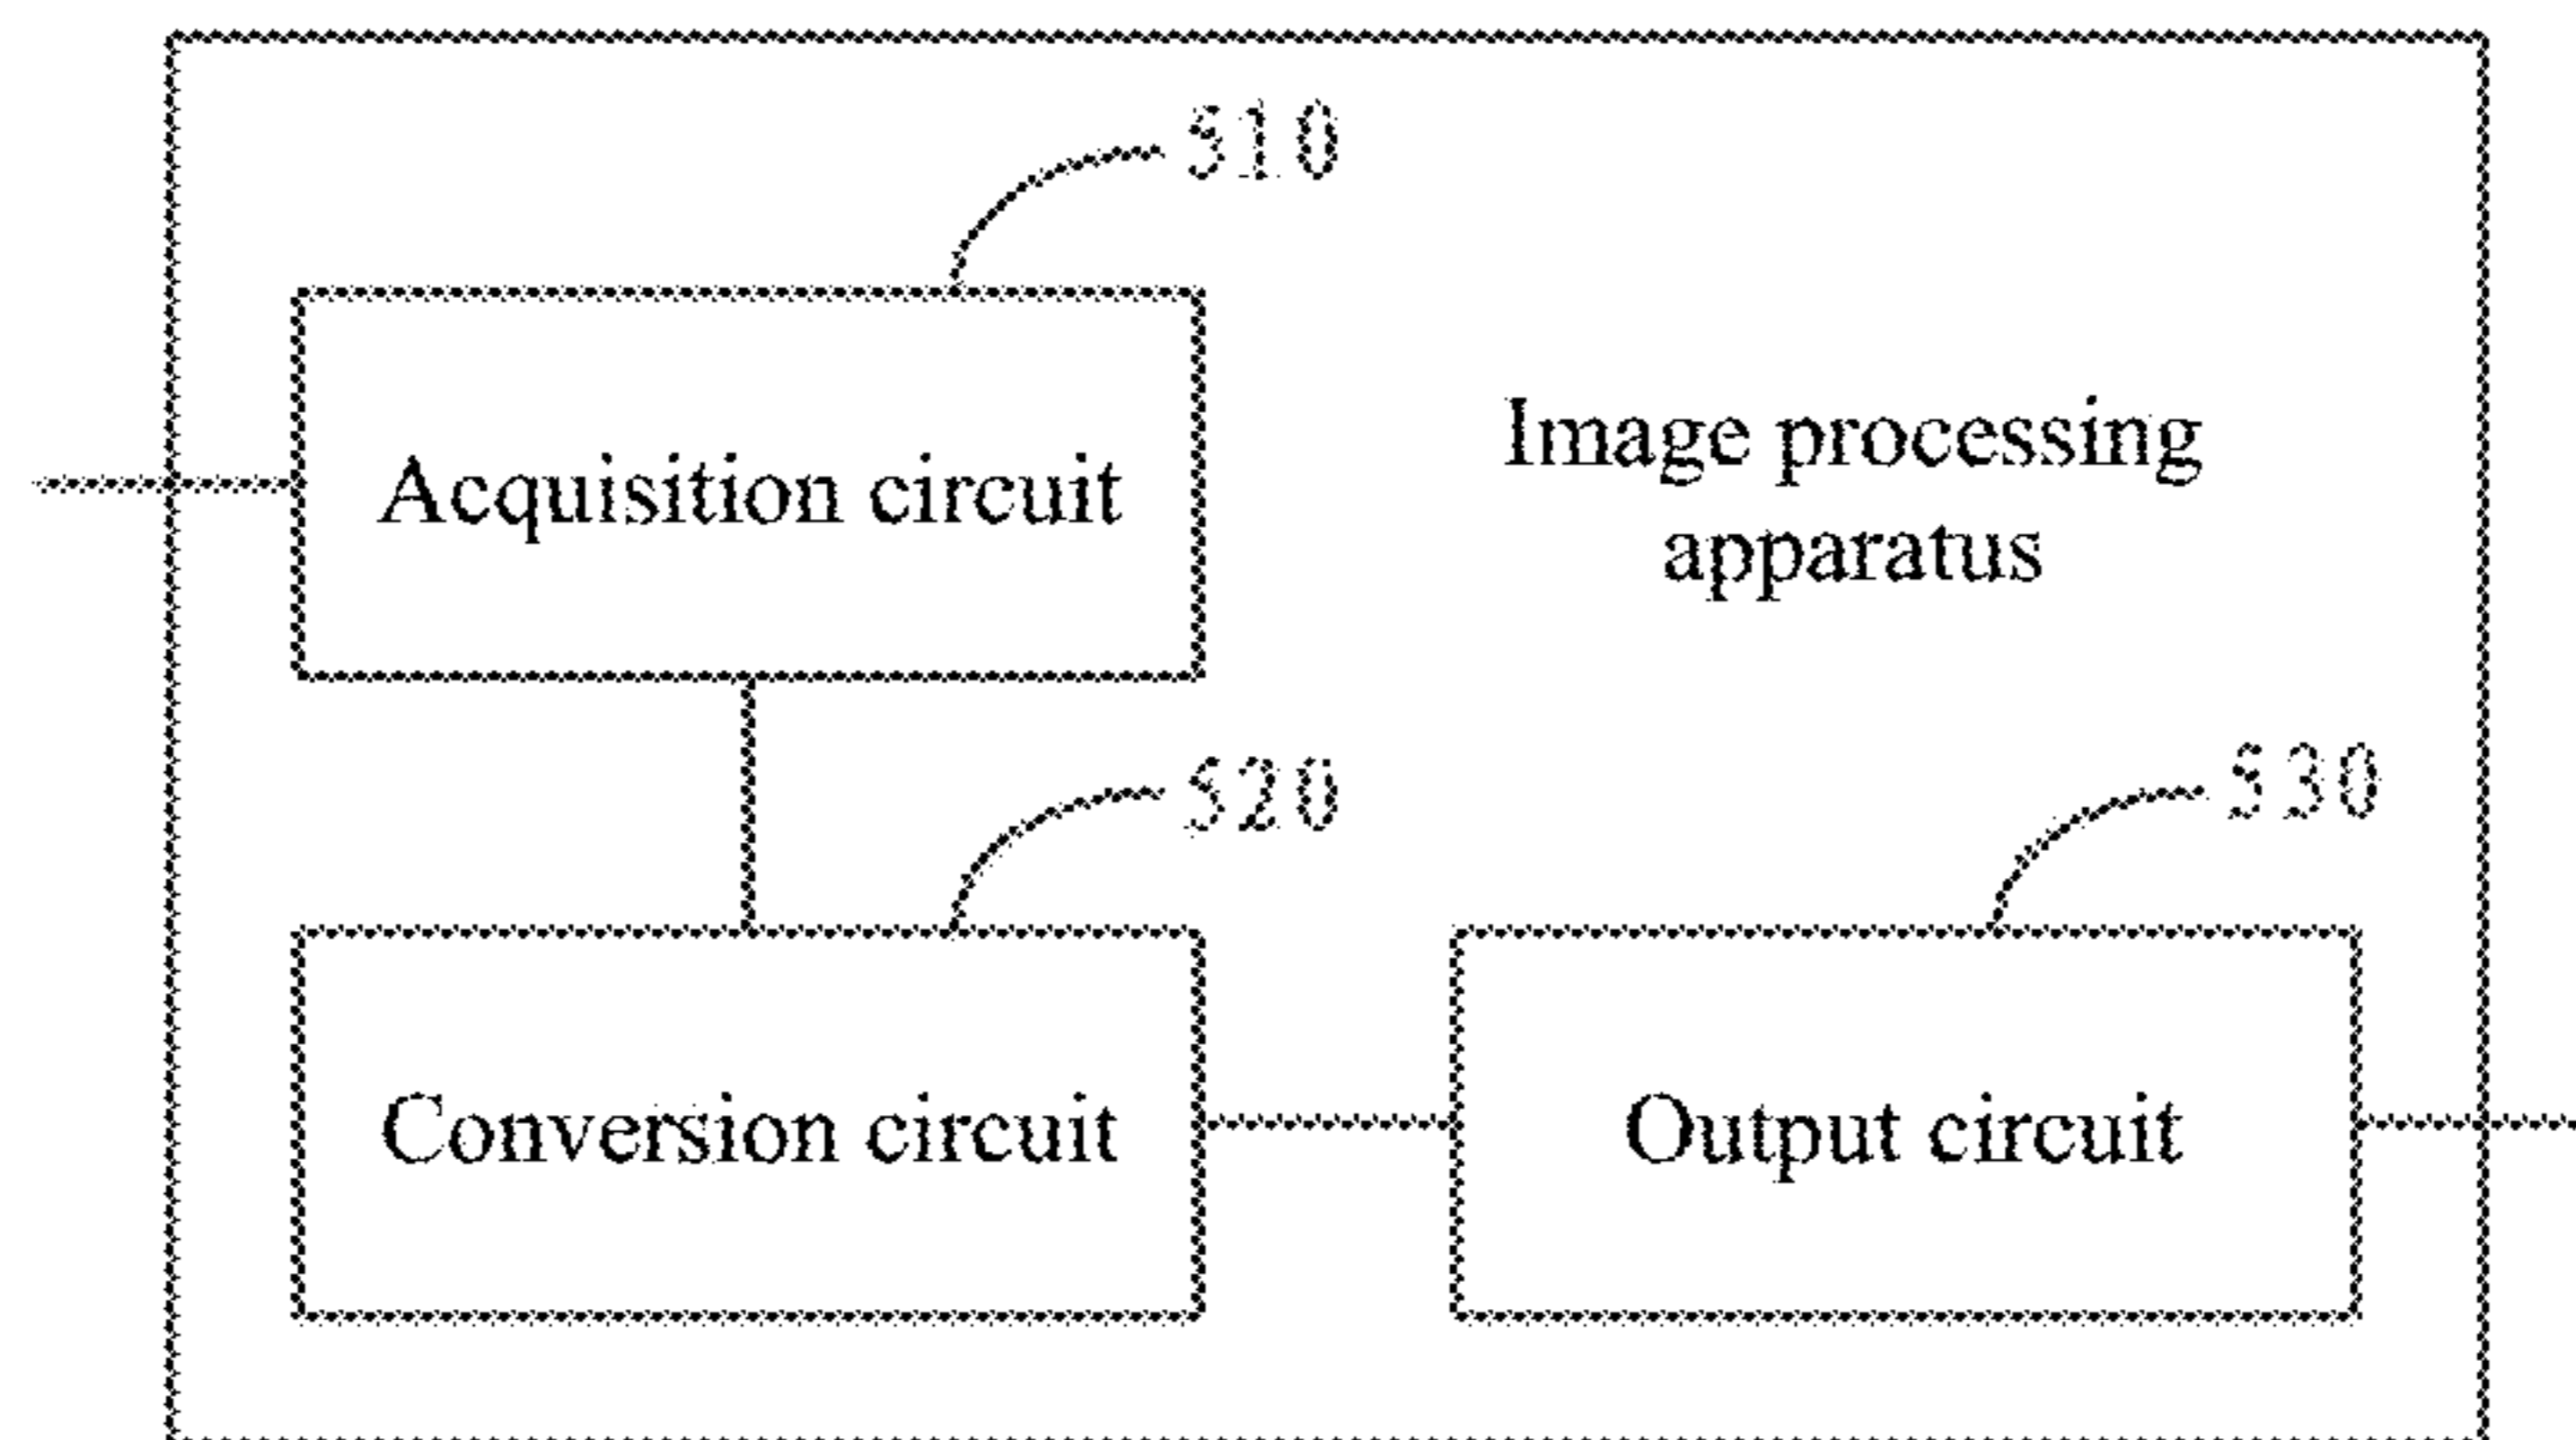 510
Acquisition circuit
Image processing
apparatus
520
530
Conversion circuit
Output circuit